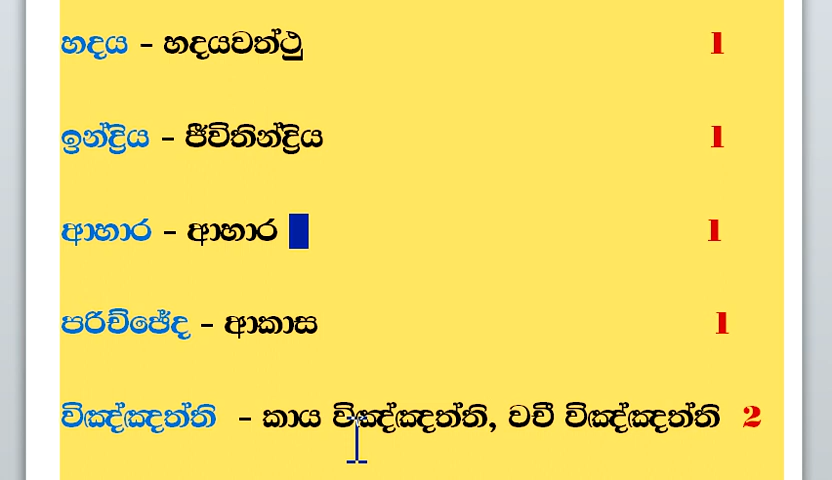 හදය - හදයවත්ථු 1
ඉන්ද්‍රිය - ජීවිතින්ද්‍රිය 1
ආහාර - ආහාර 1
පරිච්ඡේද - ආකාස 1
විඤ්ඤත්ති - කාය විඤ්ඤත්ති, වචී විඤ්ඤත්ති 2